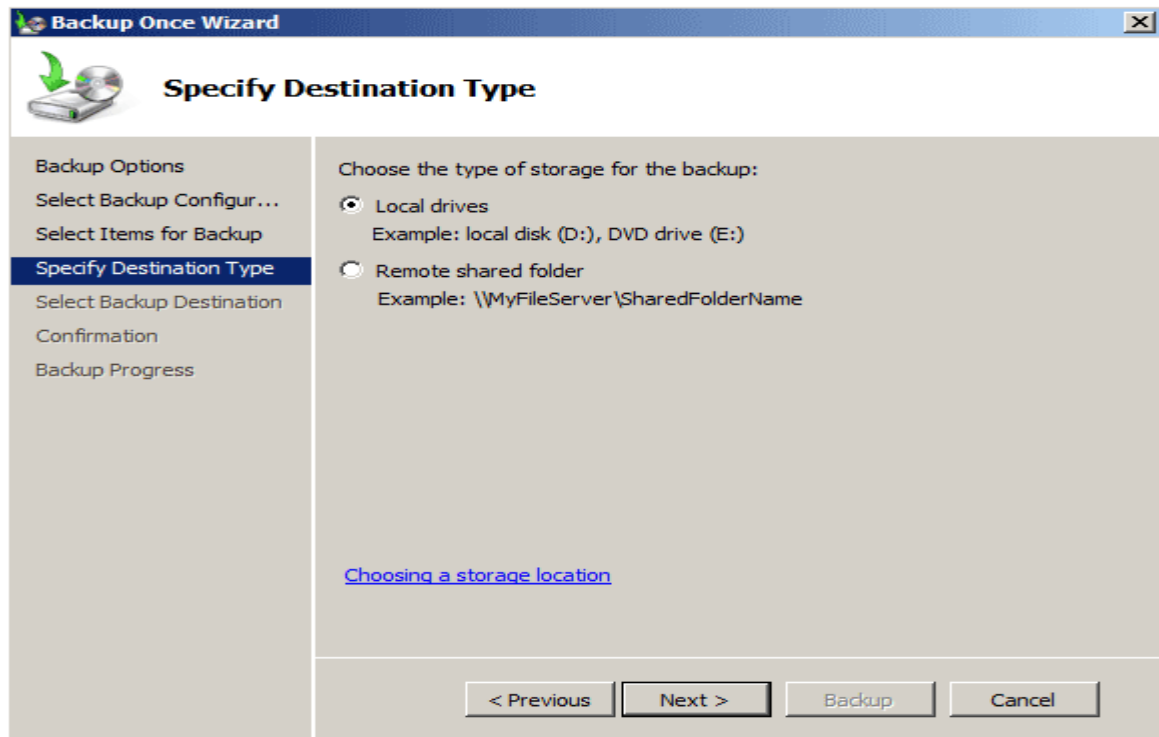 Backup Once Wizard
Specify Destination Type
Backup Options
Select Backup Configur...
Select Items for Backup
Specify Destination Type
Select Backup Destination
Confirmation
Backup Progress
Choose the type of storage for the backup:
Local drives
Example: local disk (D:), DVD drive (E:)
Remote shared folder
Example: \\MyFileServer\SharedFolderName
Choosing a storage location
< Previous
Next >
Backup
Cancel